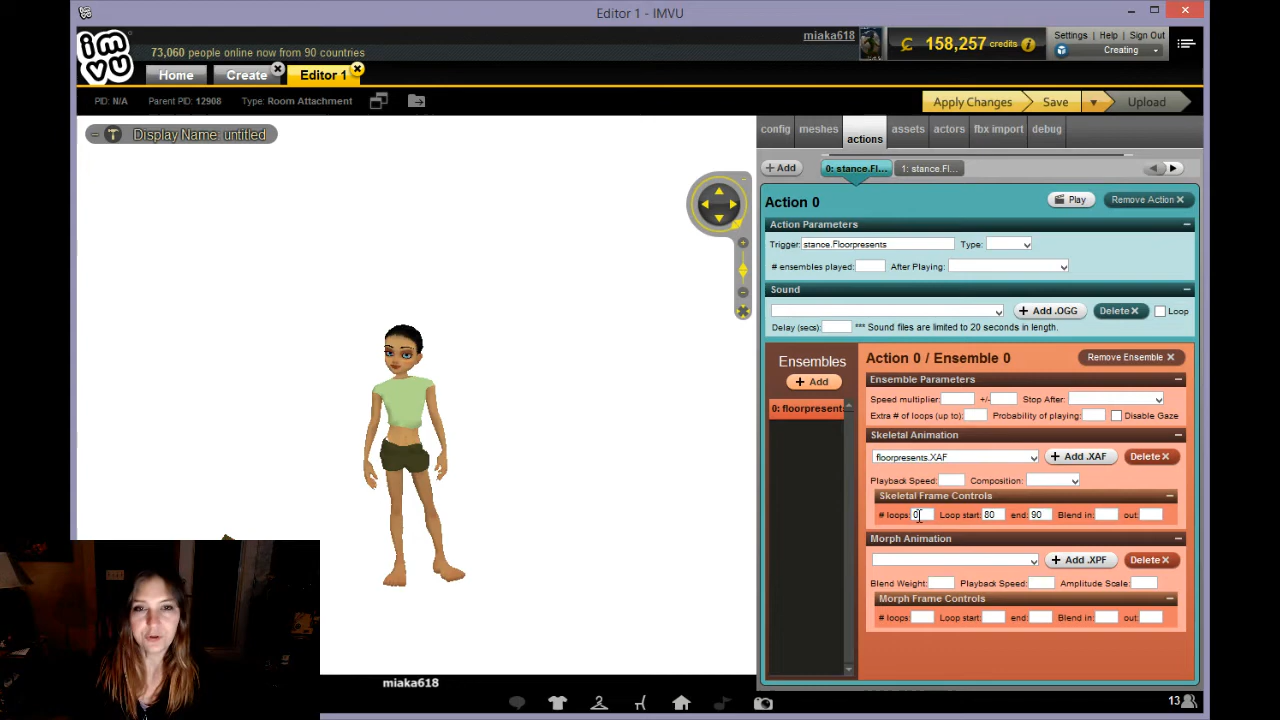 Editor 1 - IMVU
imvu
73,060 people online now from 90 countries
miaka618
158,257 credits
Settings | Help | Sign Out
Creating
Home
Create
Editor 1
PID: N/A Parent PID: 12908 Type: Room Attachment
Apply Changes
Save
Upload
Display Name: untitled
config meshes actions assets actors fbx import debug
+ Add
0: stance.Fl...
1: stance.Fl...
Action 0
Play
Remove Action X
Action Parameters
Trigger: stance.Floorpresents Type:
# ensembles played: After Playing:
Sound
+ Add .OGG
Delete X
Loop
Delay (secs): *** Sound files are limited to 20 seconds in length.
Ensembles
+ Add
0: floorpresent
Action 0 / Ensemble 0
Remove Ensemble X
Ensemble Parameters
Speed multiplier: +/- Stop After:
Extra # of loops (up to): Probability of playing: Disable Gaze
Skeletal Animation
floorpresents.XAF
+ Add .XAF
Delete X
Playback Speed: Composition:
Skeletal Frame Controls
# loops: 0 Loop start: 80 end: 90 Blend in: out:
Morph Animation
+ Add .XPF
Delete X
Blend Weight: Playback Speed: Amplitude Scale:
Morph Frame Controls
# loops: Loop start: end: Blend in: out:
miaka618
13